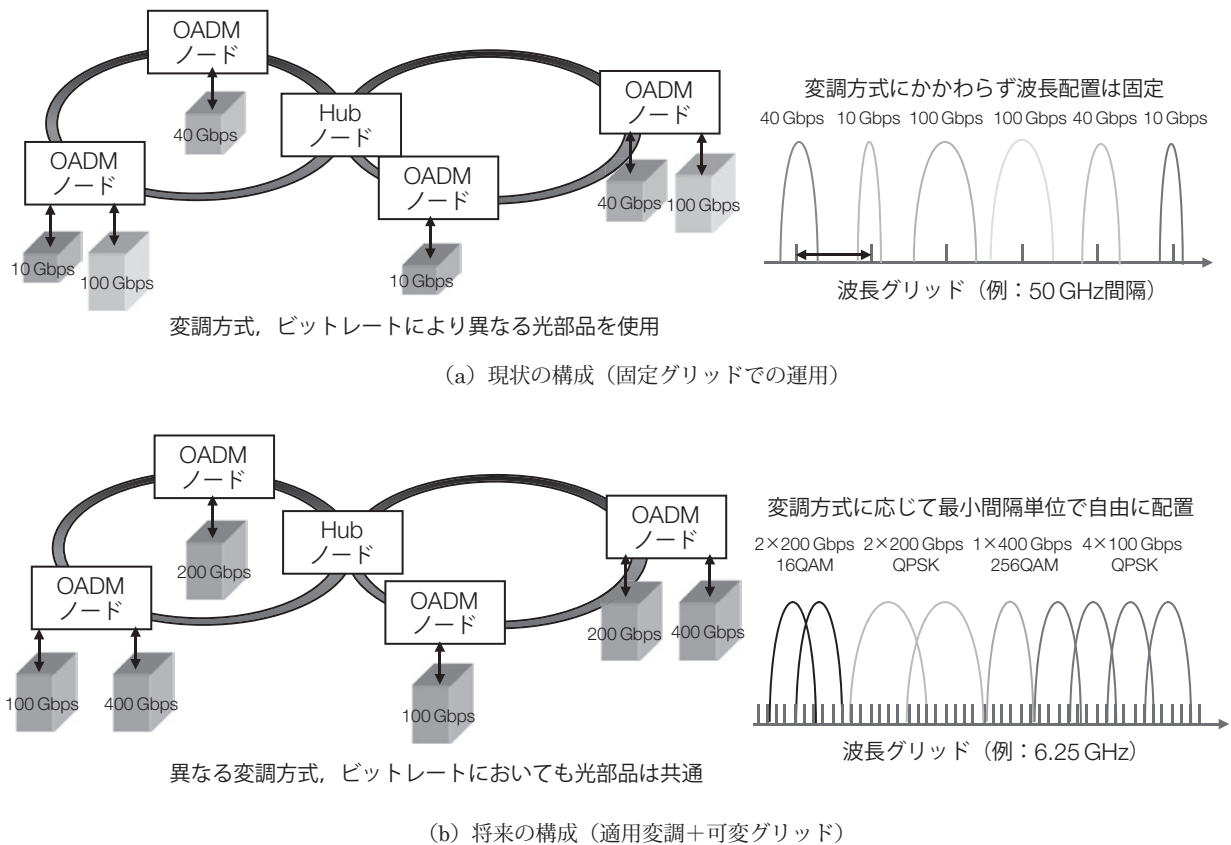 OADM
ノード
40 Gbps
Hub
ノード
OADM
ノード
OADM
ノード
OADM
ノード
10 Gbps
100 Gbps
10 Gbps
40 Gbps
100 Gbps
変調方式，ビットレートにより異なる光部品を使用
変調方式にかかわらず波長配置は固定
40 Gbps 10 Gbps 100 Gbps 100 Gbps 40 Gbps 10 Gbps
波長グリッド（例：50 GHz間隔）
（a）現状の構成（固定グリッドでの運用）
OADM
ノード
200 Gbps
Hub
ノード
OADM
ノード
OADM
ノード
OADM
ノード
100 Gbps
400 Gbps
100 Gbps
200 Gbps
400 Gbps
異なる変調方式，ビットレートにおいても光部品は共通
変調方式に応じて最小間隔単位で自由に配置
2×200 Gbps 2×200 Gbps 1×400 Gbps 4×100 Gbps
16QAM QPSK 256QAM QPSK
波長グリッド（例：6.25 GHz）
（b）将来の構成（適用変調＋可変グリッド）